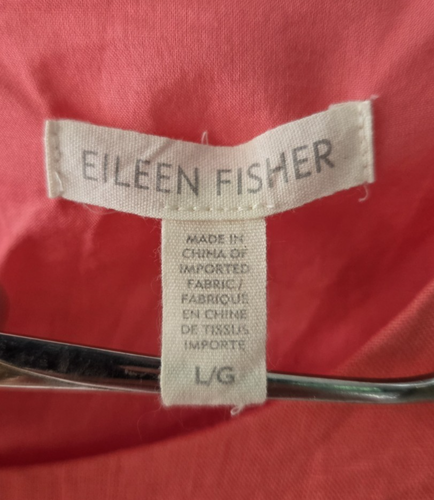 EILEEN FISHER
MADE IN
CHINA OF
IMPORTED
FABRIC/
FABRIQUÉ
EN CHINE
DE TISSUS
IMPORTÉ
L/G